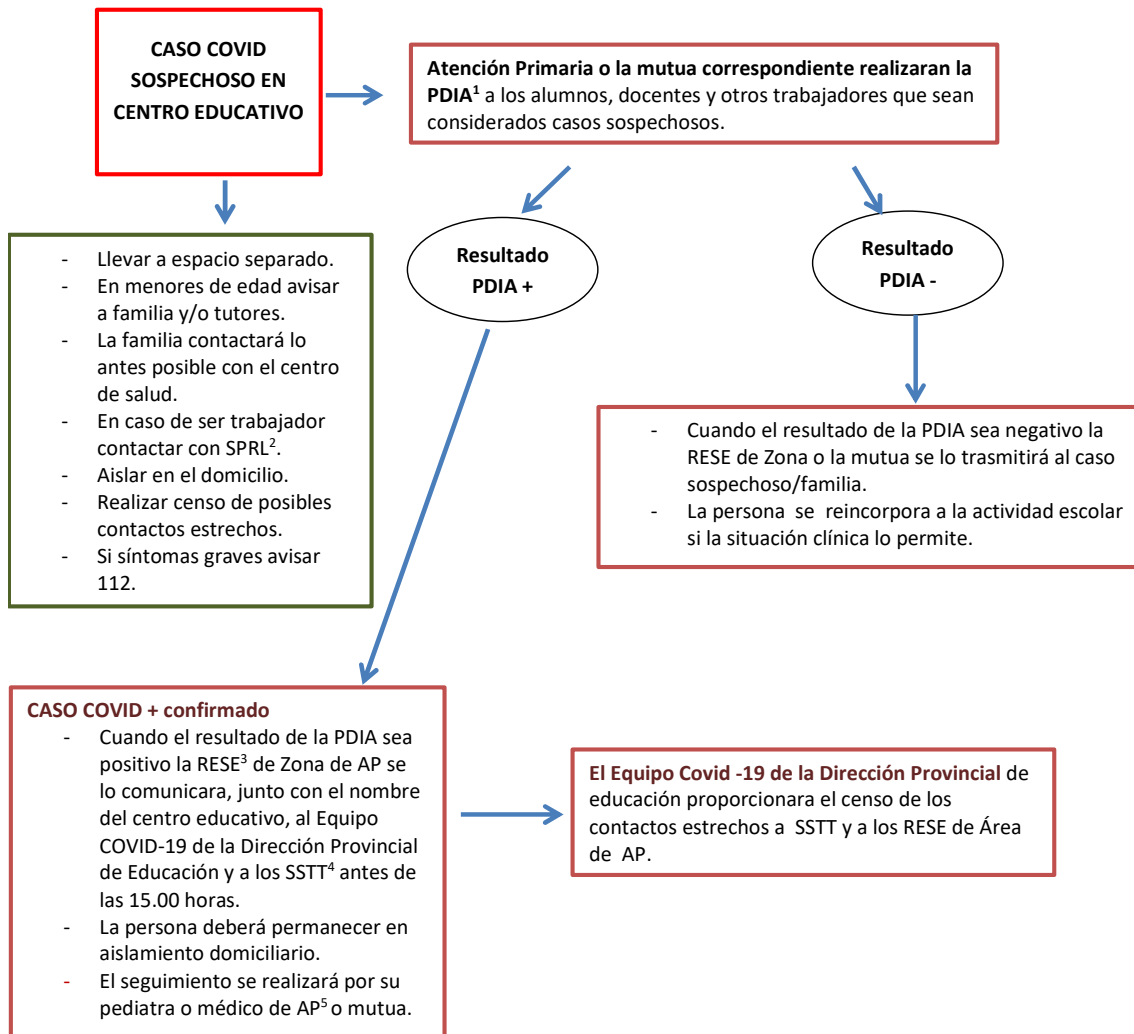 CASO COVID
SOSPECHOSO EN
CENTRO EDUCATIVO
Atención Primaria o la mutua correspondiente realizaran la
PDIA¹ a los alumnos, docentes y otros trabajadores que sean
considerados casos sospechosos.
- Llevar a espacio separado.
- En menores de edad avisar
a familia y/o tutores.
- La familia contactará lo
antes posible con el centro
de salud.
- En caso de ser trabajador
contactar con SPRL².
- Aislar en el domicilio.
- Realizar censo de posibles
contactos estrechos.
- Si síntomas graves avisar
112.
Resultado
PDIA +
Resultado
PDIA -
- Cuando el resultado de la PDIA sea negativo la
RESE de Zona o la mutua se lo trasmitirá al caso
sospechoso/familia.
- La persona se reincorpora a la actividad escolar
si la situación clínica lo permite.
CASO COVID + confirmado
- Cuando el resultado de la PDIA sea
positivo la RESE³ de Zona de AP se
lo comunicara, junto con el nombre
del centro educativo, al Equipo
COVID-19 de la Dirección Provincial
de Educación y a los SSTT⁴ antes de
las 15.00 horas.
- La persona deberá permanecer en
aislamiento domiciliario.
- El seguimiento se realizará por su
pediatra o médico de AP⁵ o mutua.
El Equipo Covid -19 de la Dirección Provincial de
educación proporcionara el censo de los
contactos estrechos a SSTT y a los RESE de Área
de AP.